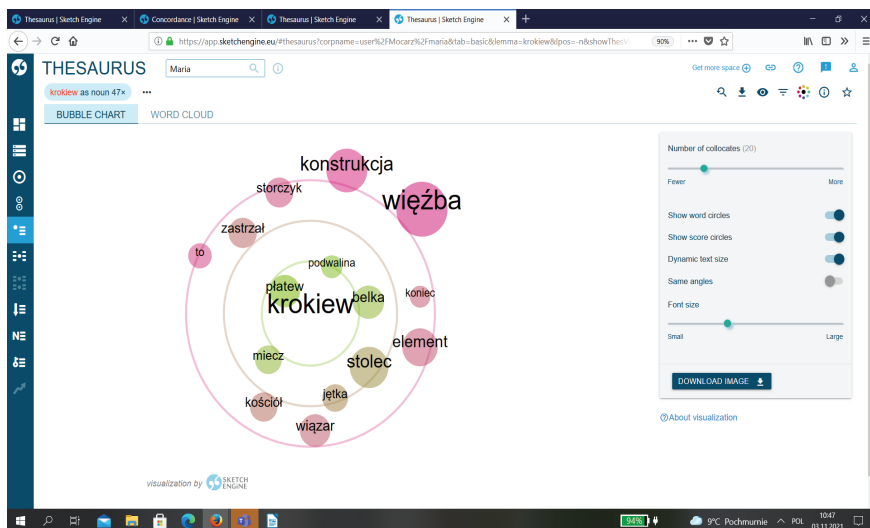 Thesaurus | Sketch Engine
Concordance | Sketch Engine
Thesaurus | Sketch Engine
Thesaurus | Sketch Engine
https://app.sketchengine.eu/#thesaurus?corpname=user%2FMocarz%2Fmaria&tab=basic&lemma=krokiew&lpos=-n&showThesV
90%
THESAURUS
Maria
Get more space
krokiew as noun 47×
BUBBLE CHART
WORD CLOUD
konstrukcja
storczyk
więźba
zastrzał
to
podwalina
płatew
krokiew
belka
koniec
element
miecz
stolec
jętka
kościół
wiązar
visualization by SKETCH ENGINE
Number of collocates (20)
Fewer More
Show word circles
Show score circles
Dynamic text size
Same angles
Font size
Small Large
DOWNLOAD IMAGE
About visualization
94%
9°C Pochmurnie
POL
10:47
03.11.2021